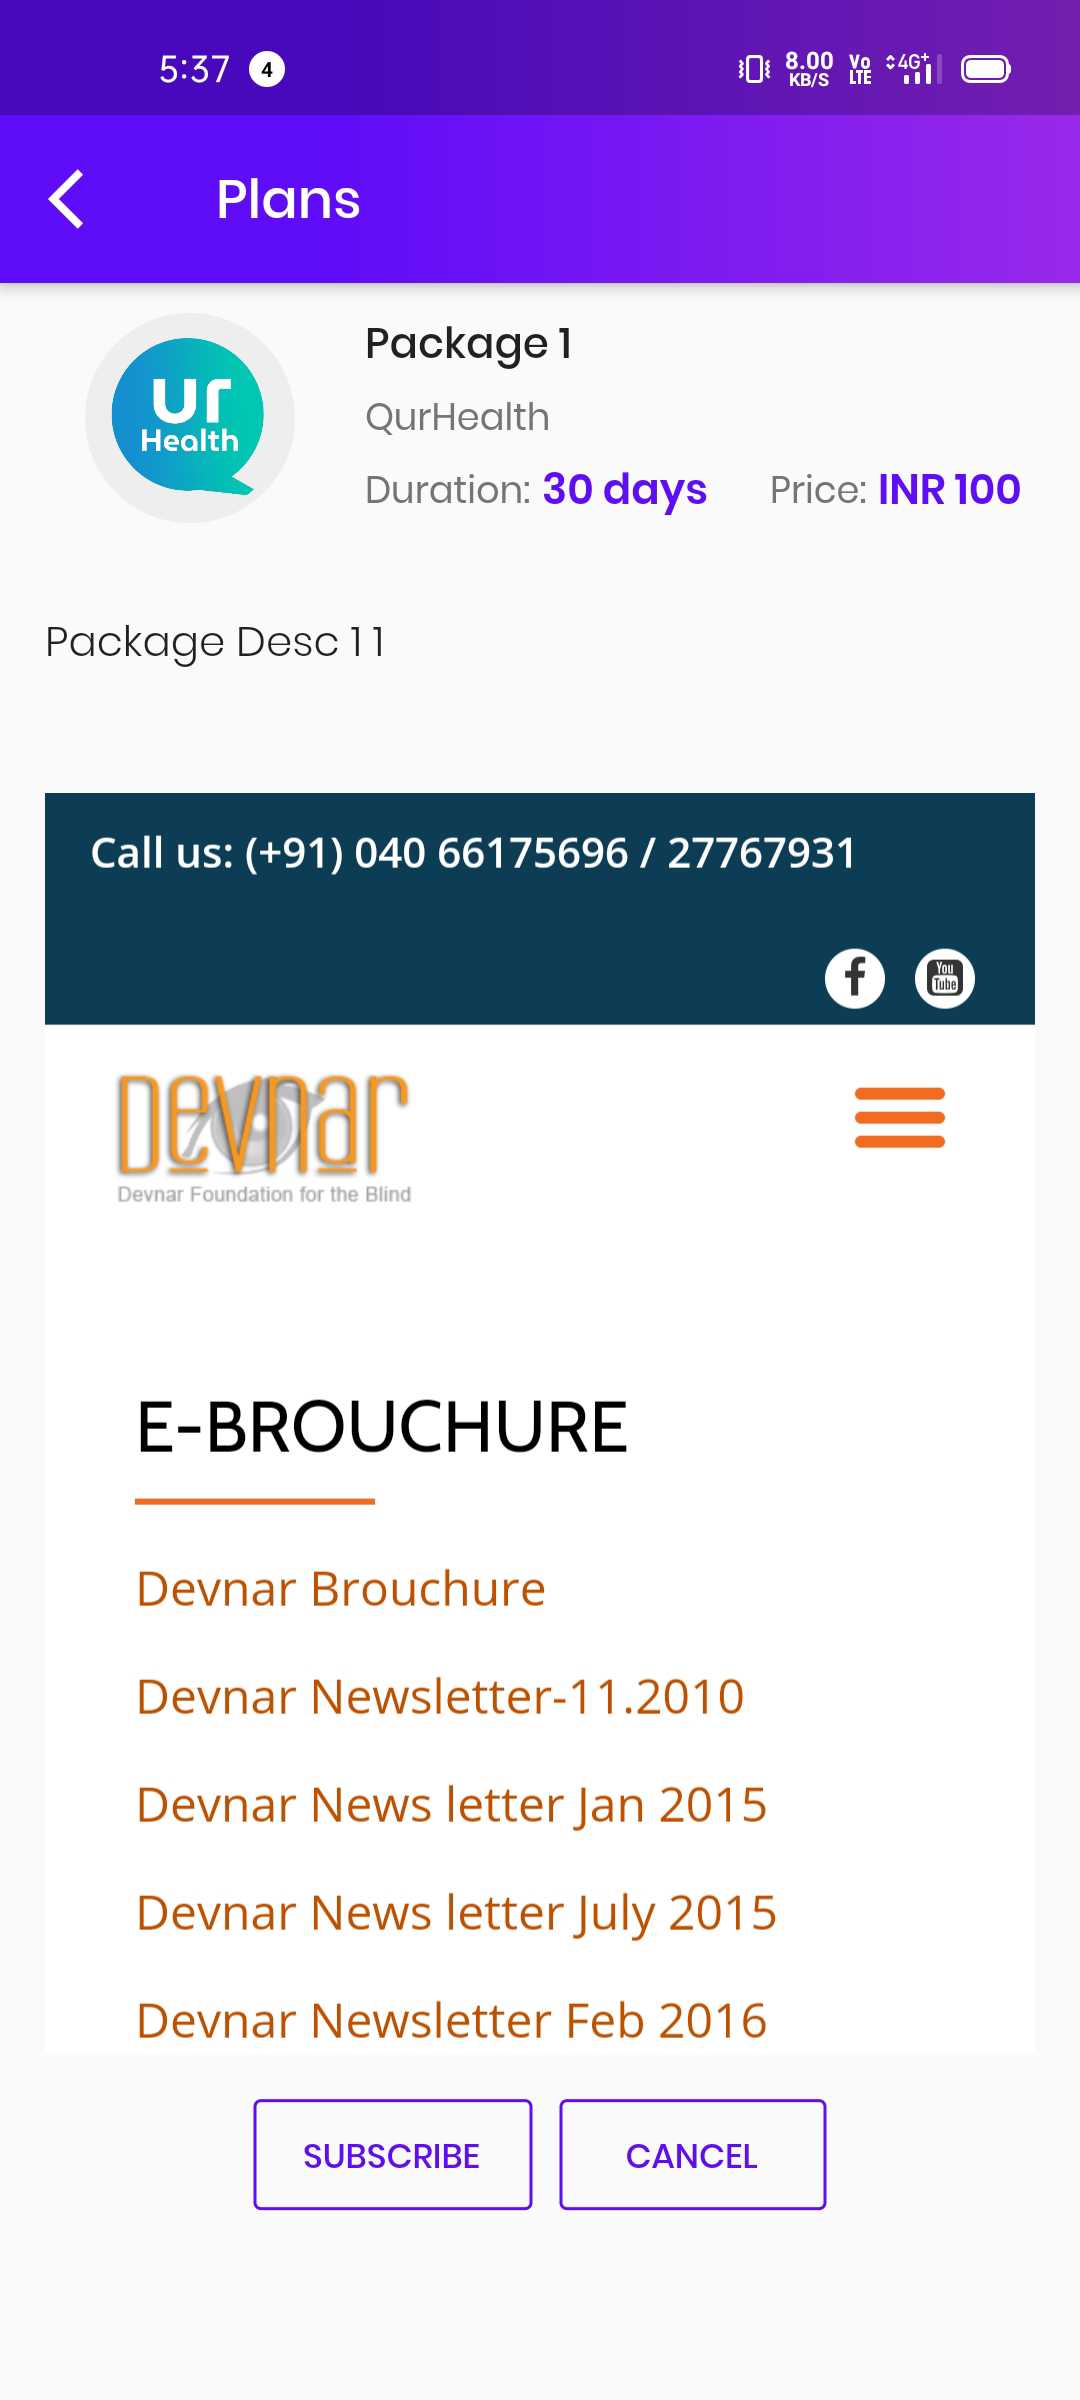 5:37 4 8.00 KB/S Vo LTE 4G+
Plans
ur
Health
Package 1
QurHealth
Duration: 30 days Price: INR 100
Package Desc 1 1
Call us: (+91) 040 66175696 / 27767931
f You Tube
Devnar
Devnar Foundation for the Blind
E-BROUCHURE
Devnar Brouchure
Devnar Newsletter-11.2010
Devnar News letter Jan 2015
Devnar News letter July 2015
Devnar Newsletter Feb 2016
SUBSCRIBE CANCEL